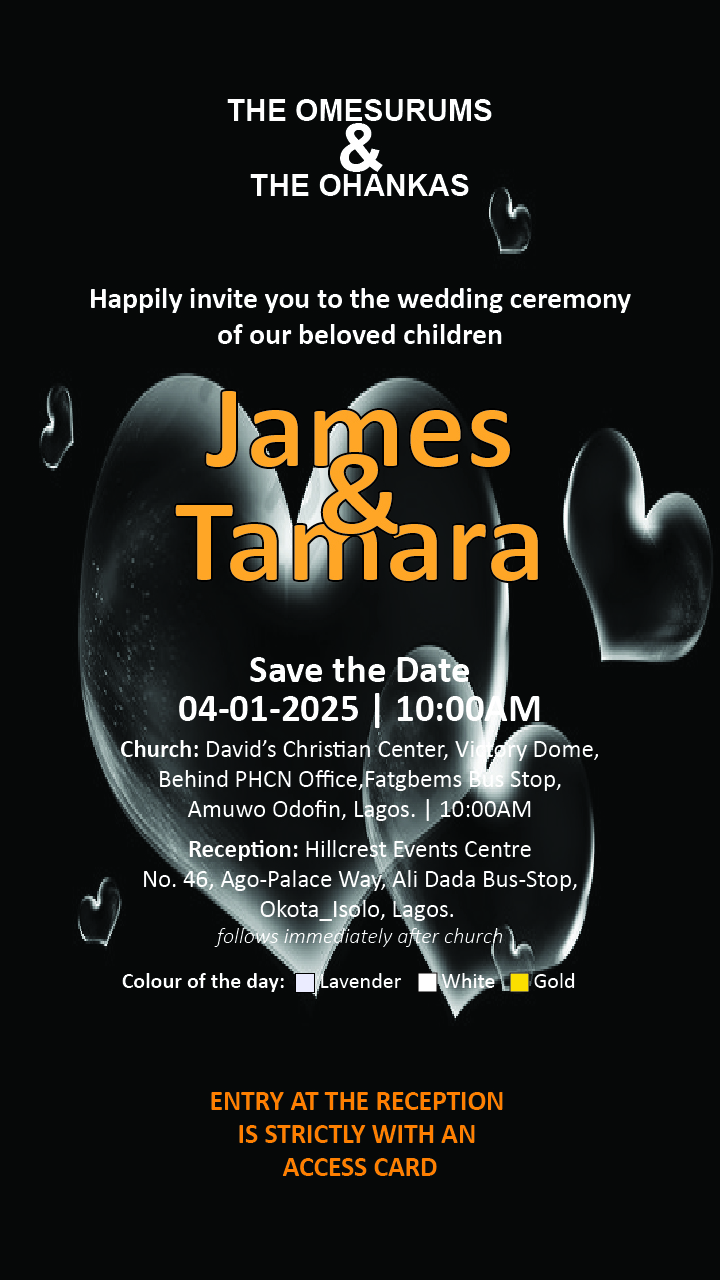 THE OMESURUMS
&
THE OHANKAS
Happily invite you to the wedding ceremony
of our beloved children
James
&
Tamara
Save the Date
04-01-2025 | 10:00AM
Church: David’s Christian Center, Victory Dome,
Behind PHCN Office,Fatgbems Bus Stop,
Amuwo Odofin, Lagos. | 10:00AM
Reception: Hillcrest Events Centre
No. 46, Ago-Palace Way, Ali Dada Bus-Stop,
Okota_Isolo, Lagos.
follows immediately after church
Colour of the day: Lavender White Gold
ENTRY AT THE RECEPTION
IS STRICTLY WITH AN
ACCESS CARD